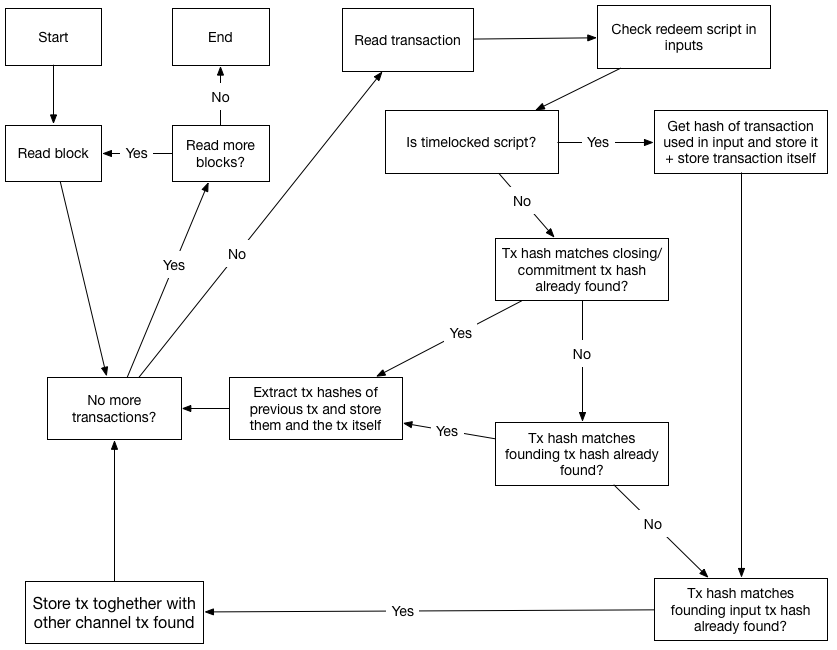 Start
End
Read transaction
Check redeem script in
inputs
No
Read block
Yes
Read more
blocks?
Is timelocked script?
Yes
Get hash of transaction
used in input and store it
+ store transaction itself
No
Yes
No
Tx hash matches closing/
commitment tx hash
already found?
Yes
No
No more
transactions?
Extract tx hashes of
previous tx and store
them and the tx itself
Yes
Tx hash matches
founding tx hash already
found?
No
Store tx toghether with
other channel tx found
Yes
Tx hash matches
founding input tx hash
already found?